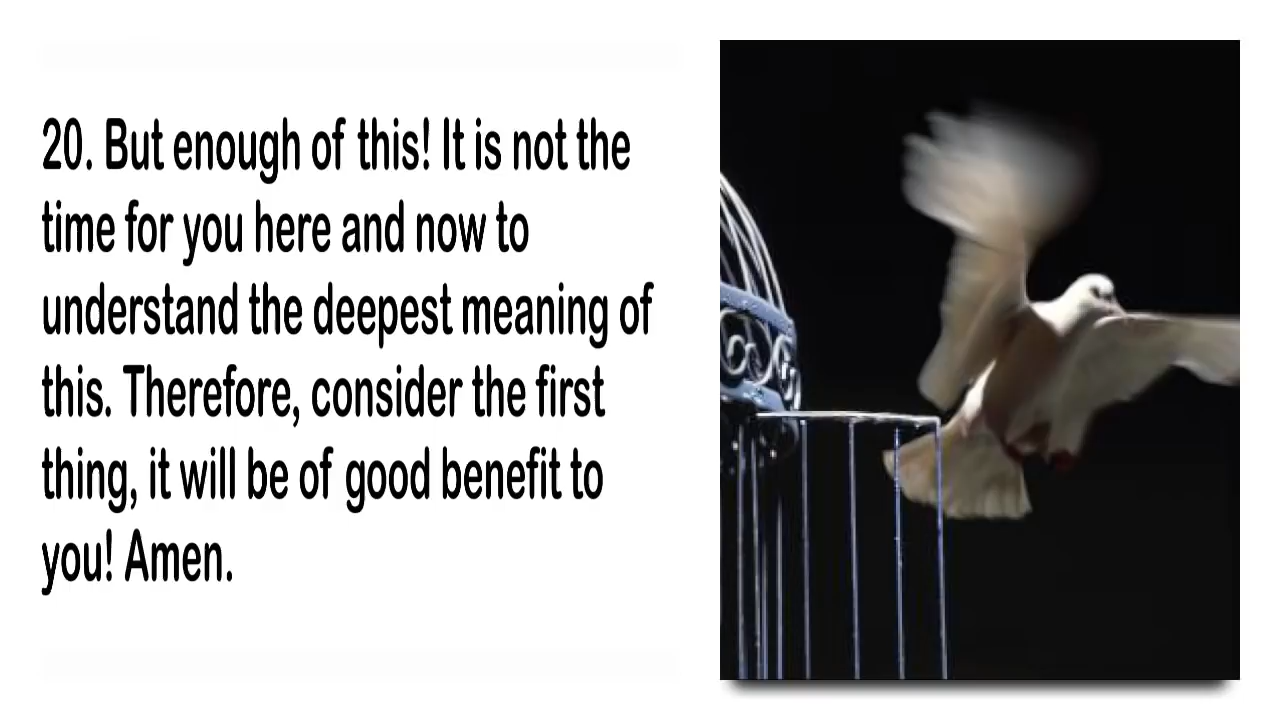 20. But enough of this! It is not the
time for you here and now to
understand the deepest meaning of
this. Therefore, consider the first
thing, it will be of good benefit to
you! Amen.